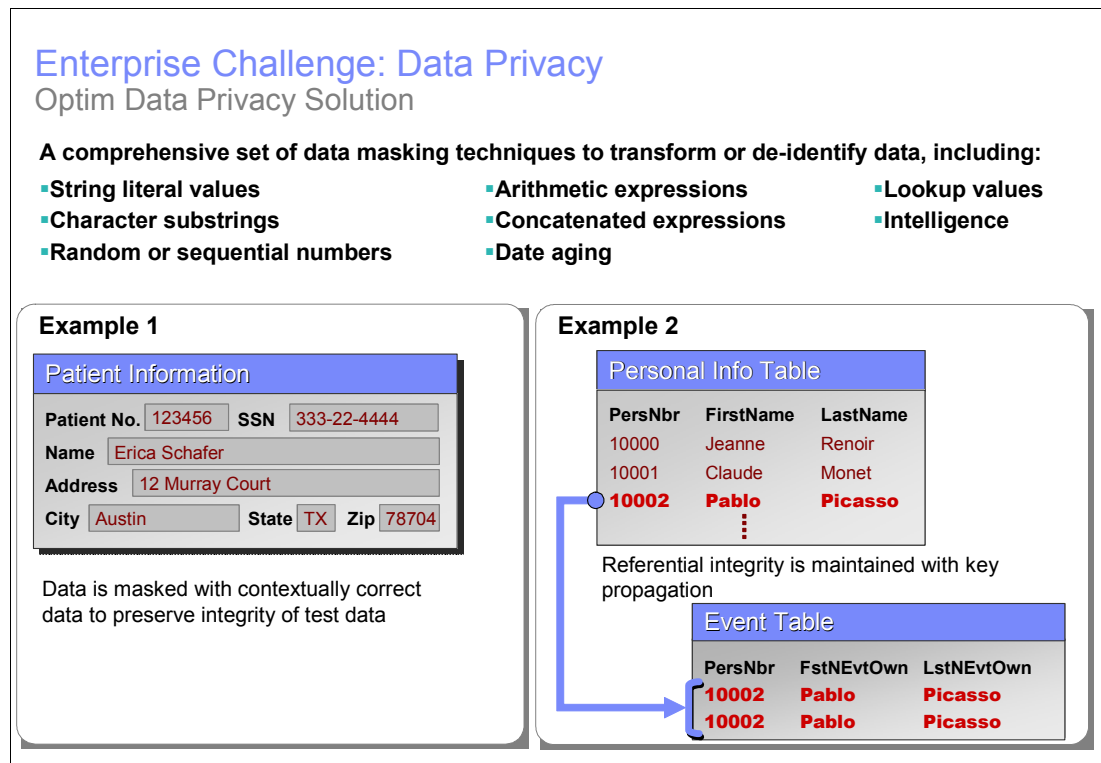 Enterprise Challenge: Data Privacy
Optim Data Privacy Solution
A comprehensive set of data masking techniques to transform or de-identify data, including:
▪String literal values
▪Character substrings
▪Random or sequential numbers
▪Arithmetic expressions
▪Concatenated expressions
▪Date aging
▪Lookup values
▪Intelligence
Example 1
Patient Information
Patient No. 123456 SSN 333-22-4444
Name Erica Schafer
Address 12 Murray Court
City Austin State TX Zip 78704
Data is masked with contextually correct
data to preserve integrity of test data
Example 2
Personal Info Table
PersNbr FirstName LastName
10000 Jeanne Renoir
10001 Claude Monet
10002 Pablo Picasso
Referential integrity is maintained with key
propagation
Event Table
PersNbr FstNEvtOwn LstNEvtOwn
10002 Pablo Picasso
10002 Pablo Picasso